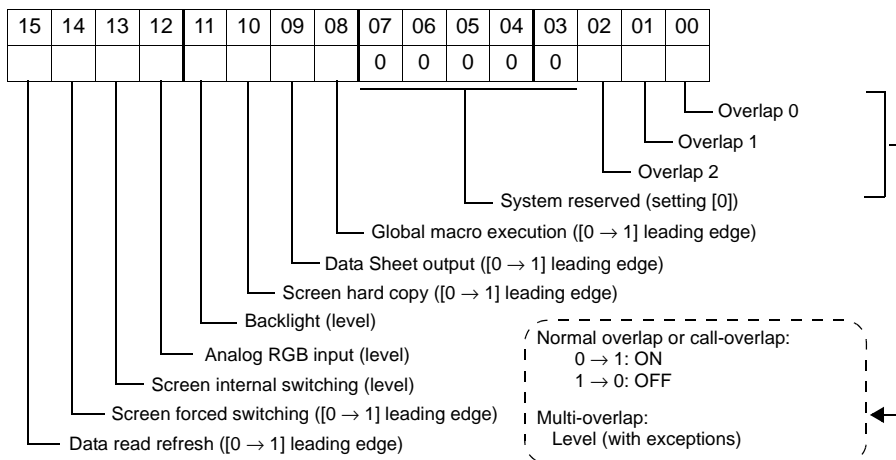 15 14 13 12 11 10 09 08 07 06 05 04 03 02 01 00
0 0 0 0 0
Overlap 0
Overlap 1
Overlap 2
System reserved (setting [0])
Global macro execution ([0 → 1] leading edge)
Data Sheet output ([0 → 1] leading edge)
Screen hard copy ([0 → 1] leading edge)
Backlight (level)
Analog RGB input (level)
Screen internal switching (level)
Screen forced switching ([0 → 1] leading edge)
Data read refresh ([0 → 1] leading edge)
Normal overlap or call-overlap:
0 → 1: ON
1 → 0: OFF
Multi-overlap:
Level (with exceptions)